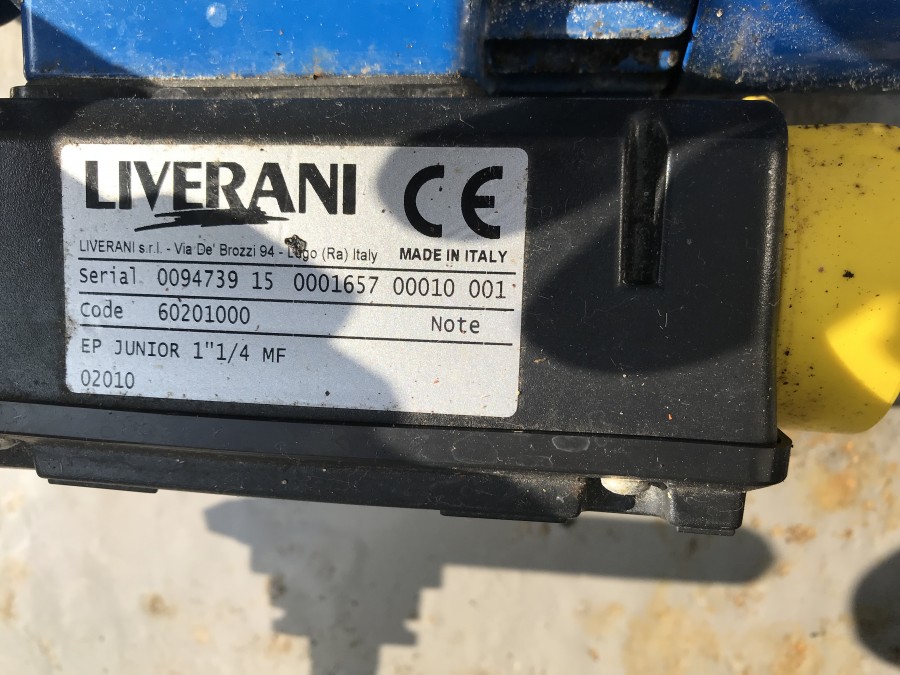 LIVERANI CE
LIVERANI s.r.l. - Via De' Brozzi 94 - Lugo (Ra) Italy MADE IN ITALY
Serial 0094739 15 0001657 00010 001
Code 60201000 Note
EP JUNIOR 1"1/4 MF
02010